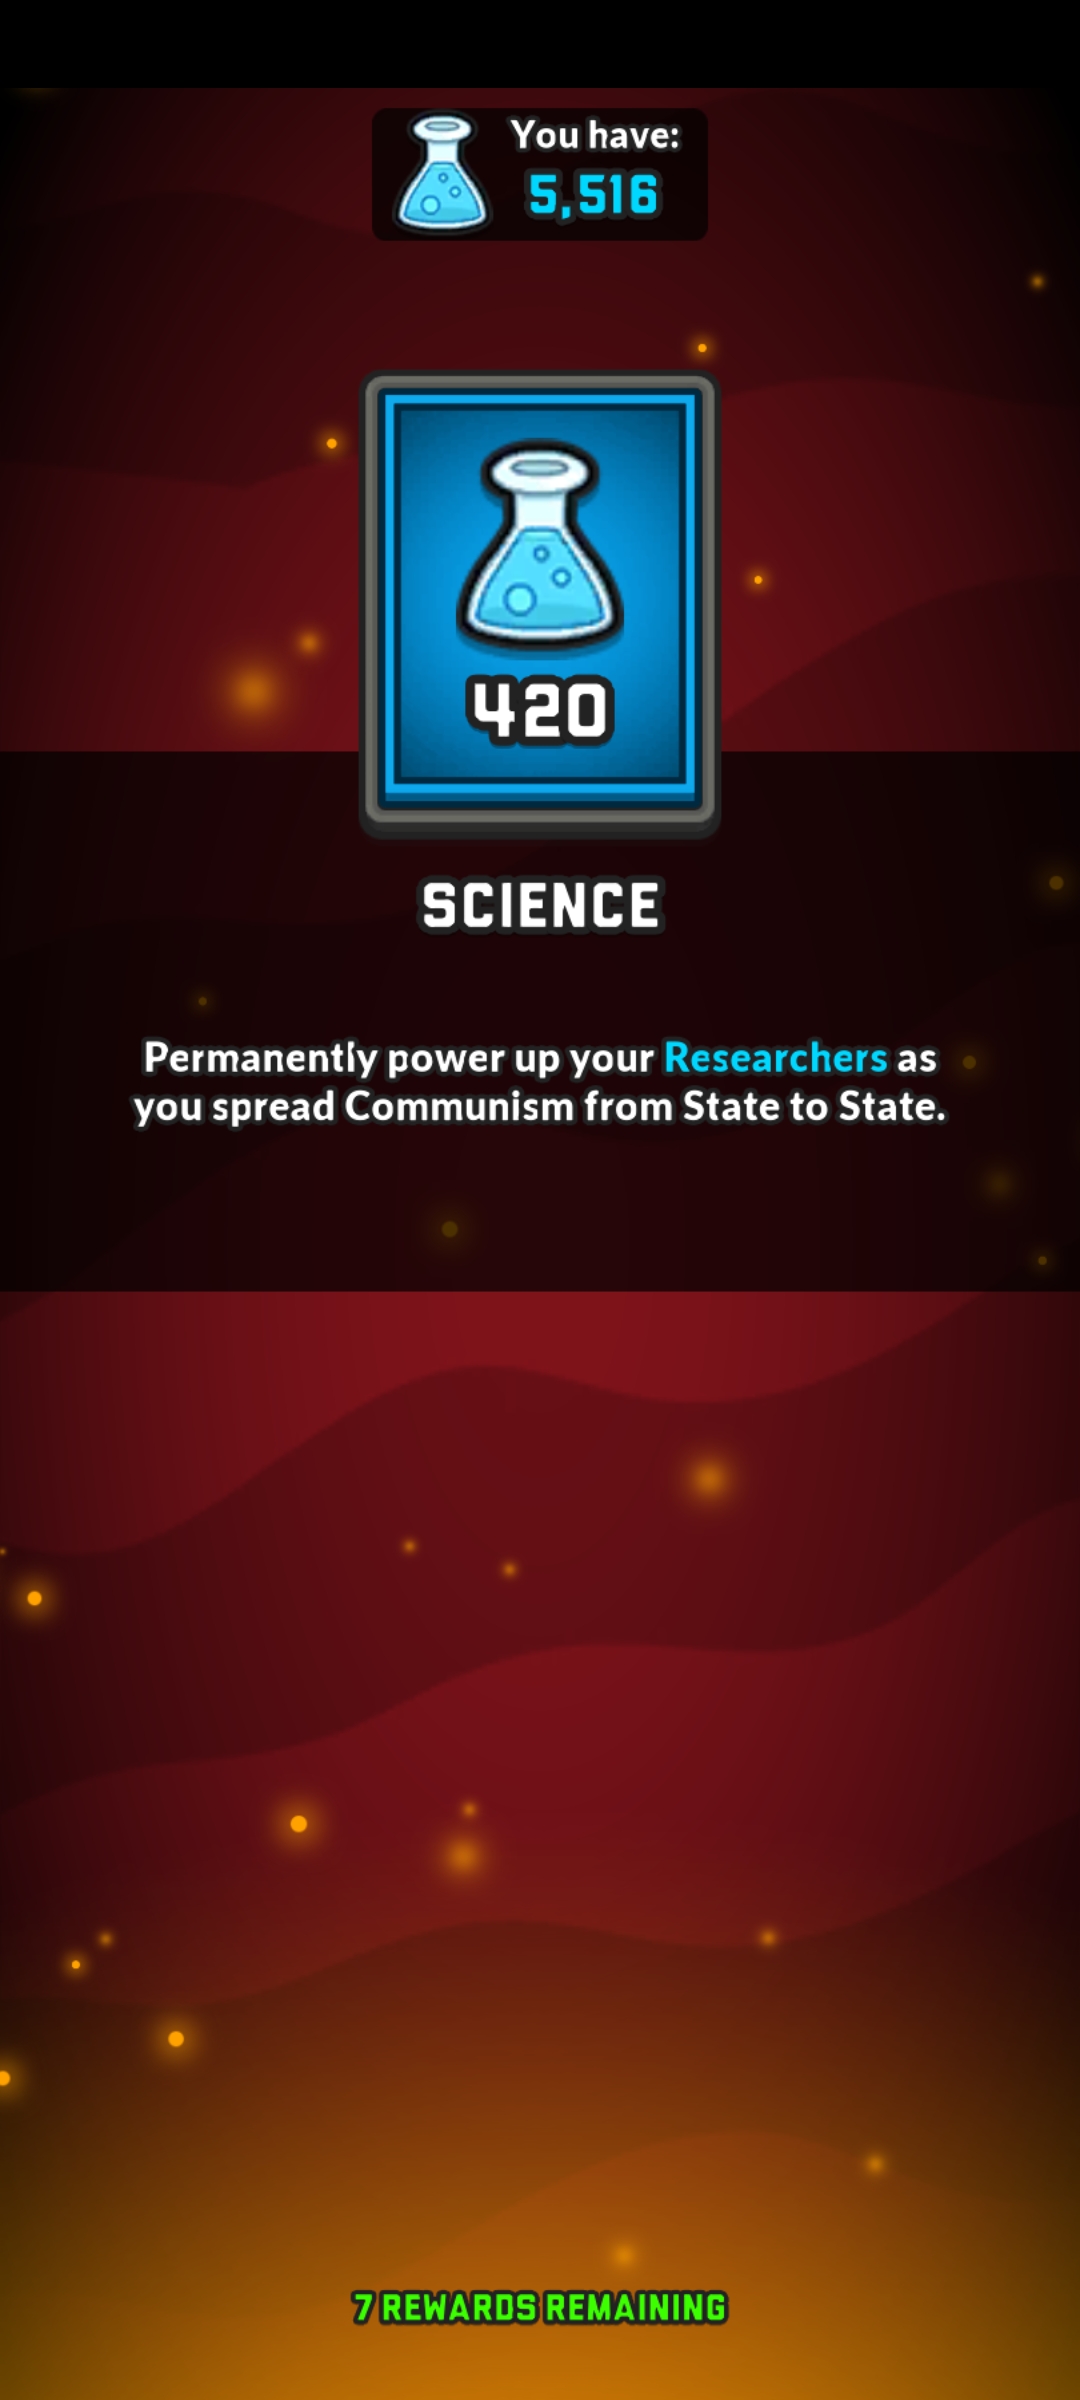 You have:
5,516
420
SCIENCE
Permanently power up your Researchers as
you spread Communism from State to State.
7 REWARDS REMAINING